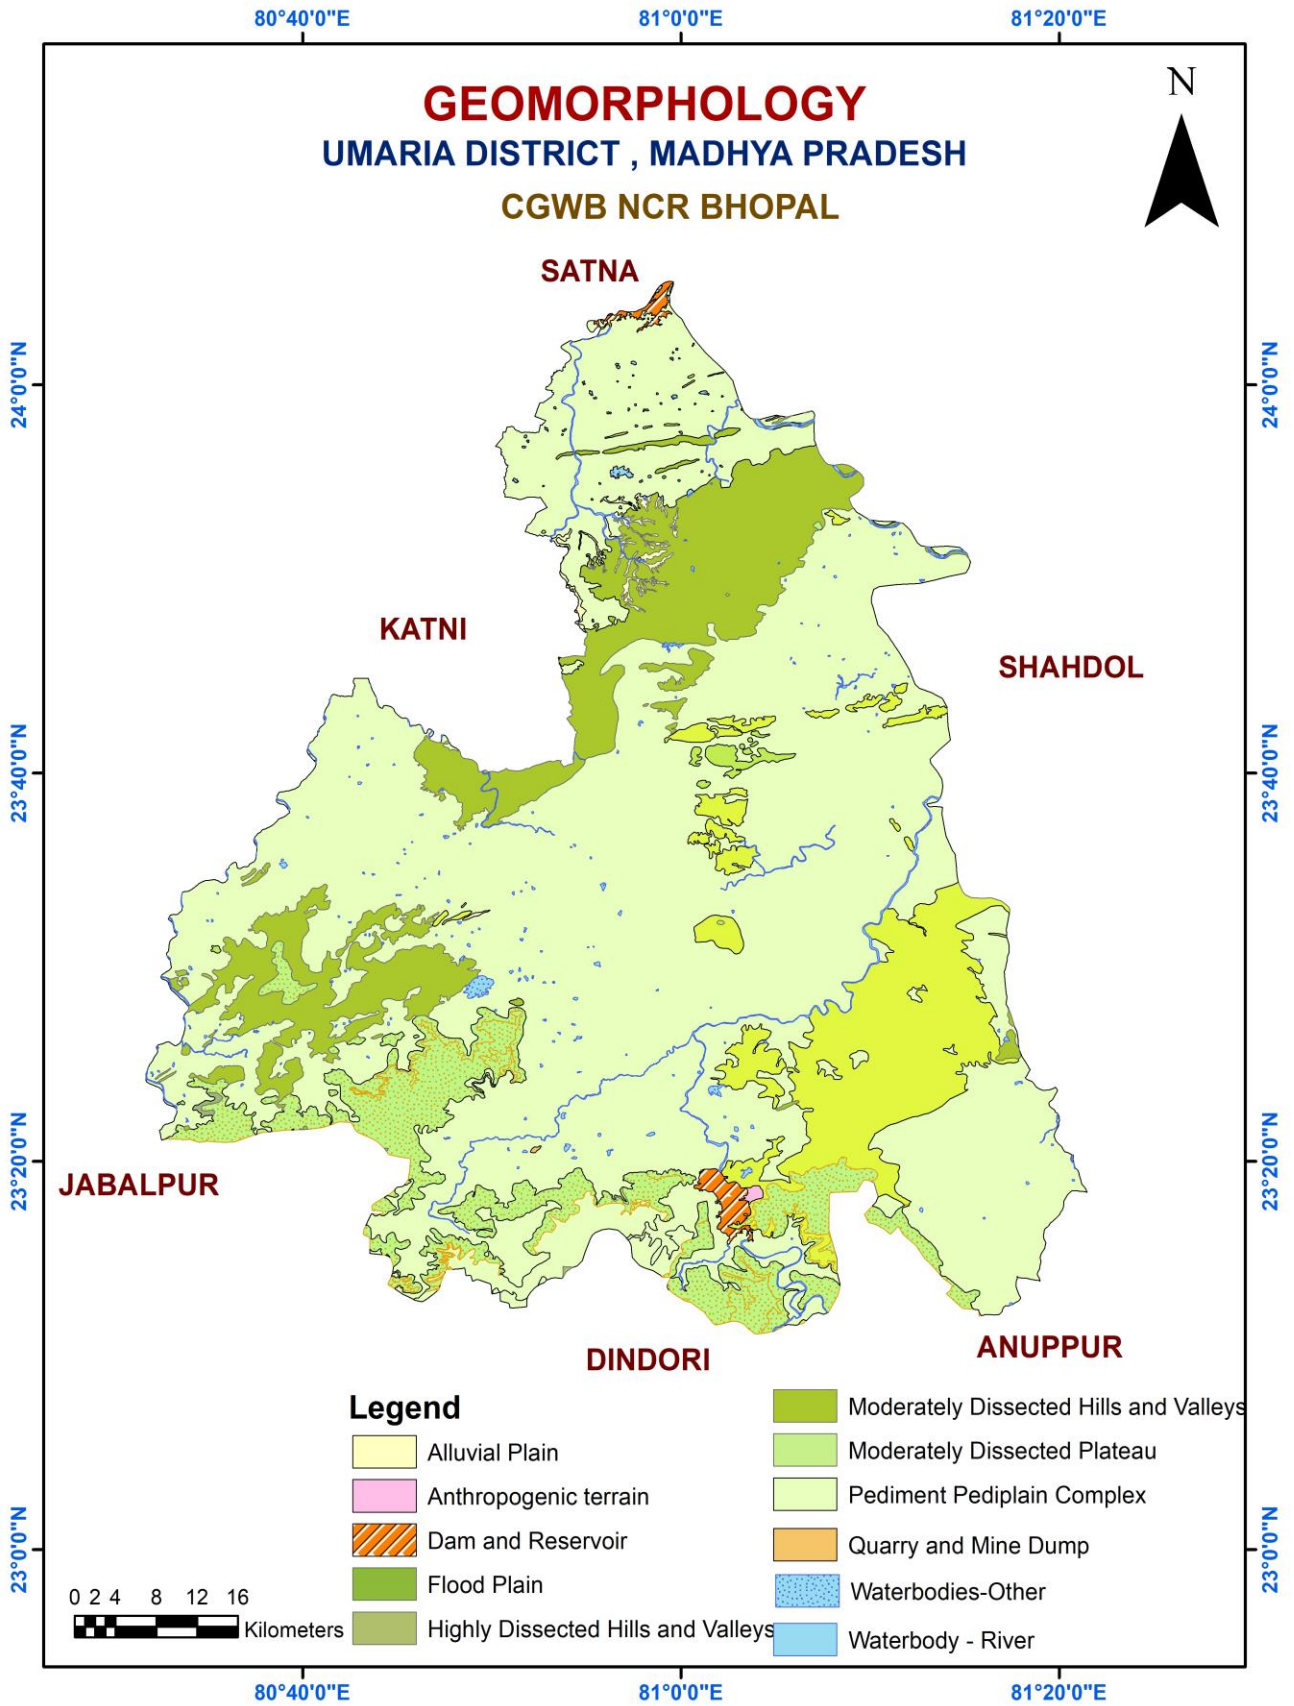 80°40'0"E 81°0'0"E 81°20'0"E
N
GEOMORPHOLOGY
UMARIA DISTRICT , MADHYA PRADESH
CGWB NCR BHOPAL
SATNA
24°0'0"N 24°0'0"N
KATNI
SHAHDOL
23°40'0"N 23°40'0"N
23°20'0"N 23°20'0"N
JABALPUR
DINDORI
ANUPPUR
Legend
Alluvial Plain
Anthropogenic terrain
Dam and Reservoir
Flood Plain
Highly Dissected Hills and Valleys
Moderately Dissected Hills and Valleys
Moderately Dissected Plateau
Pediment Pediplain Complex
Quarry and Mine Dump
Waterbodies-Other
Waterbody - River
23°0'0"N 23°0'0"N
0 2 4 8 12 16
Kilometers
80°40'0"E 81°0'0"E 81°20'0"E